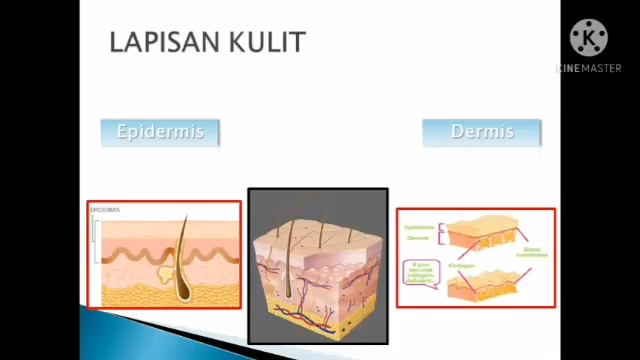 LAPISAN KULIT
K
KINEMASTER
Epidermis
Dermis
EPIDERMIS
Epidermis
Dermis
Collagen